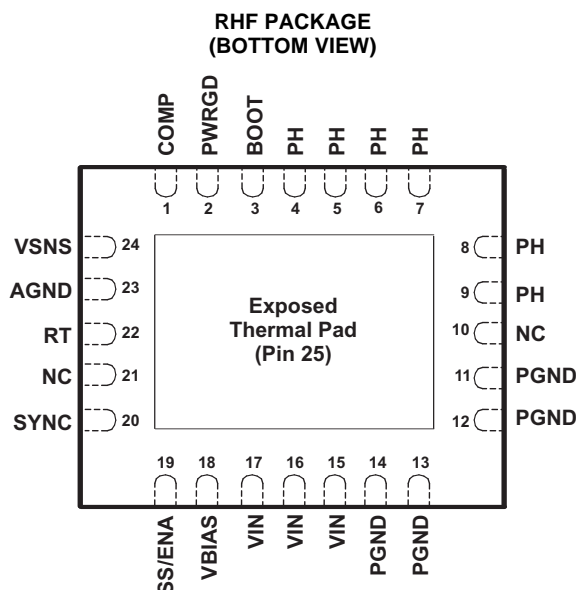 RHF PACKAGE
(BOTTOM VIEW)
COMP
PWRGD
BOOT
PH
PH
PH
PH
1
2
3
4
5
6
7
VSNS 24
AGND 23
RT 22
NC 21
SYNC 20
8 PH
9 PH
10 NC
11 PGND
12 PGND
Exposed
Thermal Pad
(Pin 25)
19
18
17
16
15
14
13
SS/ENA
VBIAS
VIN
VIN
VIN
PGND
PGND